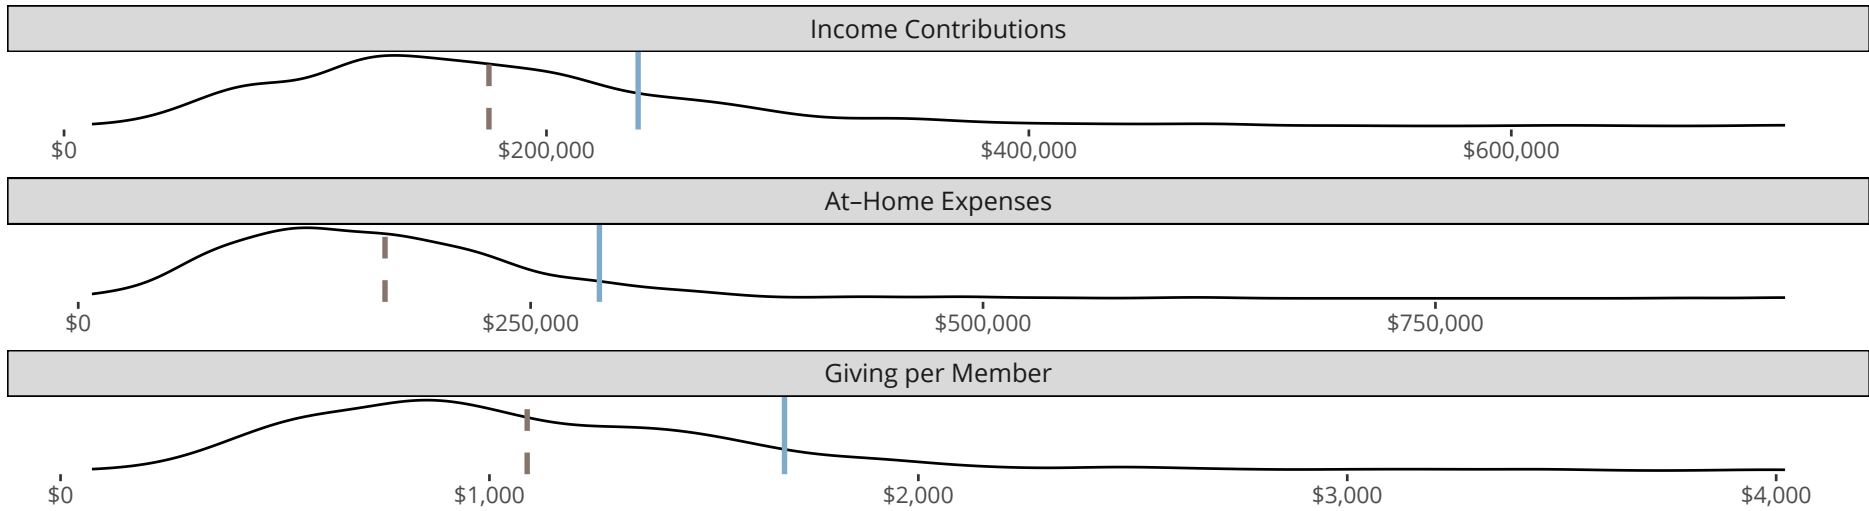 Income Contributions
$0 $200,000 $400,000 $600,000
At–Home Expenses
$0 $250,000 $500,000 $750,000
Giving per Member
$0 $1,000 $2,000 $3,000 $4,000